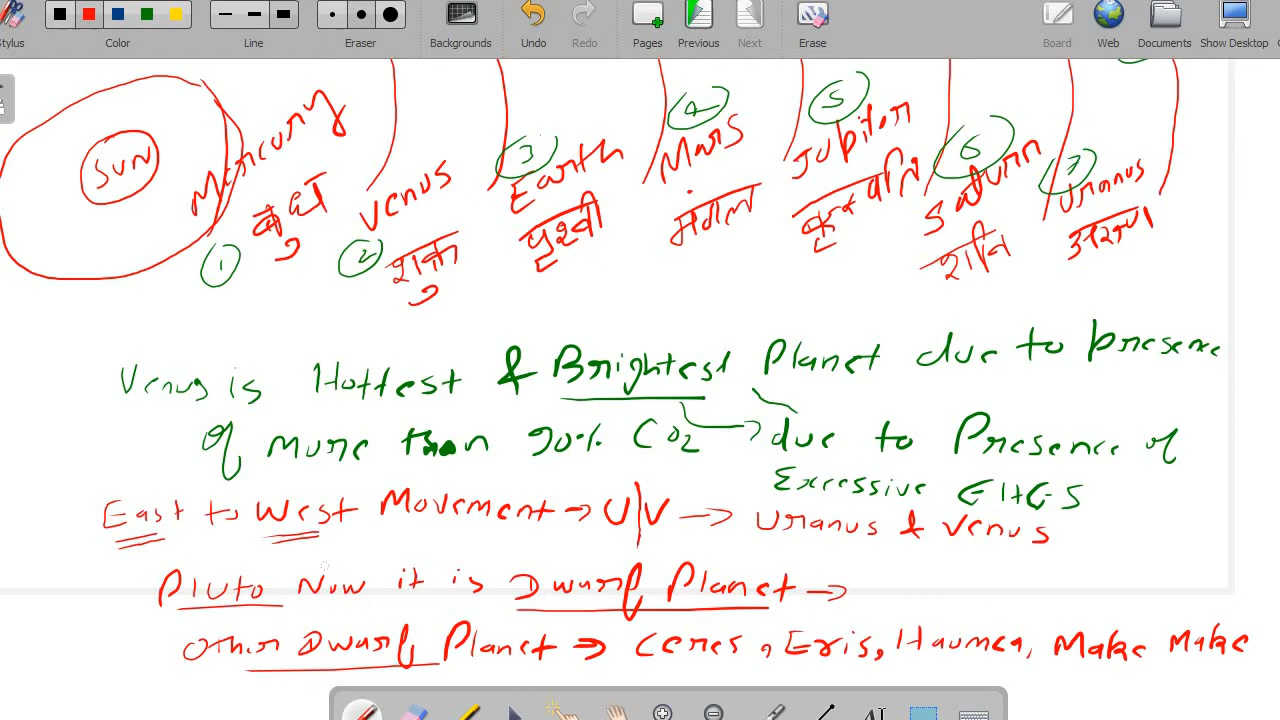 Stylus Color Line Eraser Backgrounds Undo Redo Pages Previous Next Erase Board Web Documents Show Desktop
SUN
Mercury Venus Earth Mars Jupiter Saturn Uranus
पृथ्वी मंगल शनि
1 2 3 4 5 6 7
Venus is Hottest & Brightest Planet due to presence
of more than 90% CO2 → due to Presence of
Excessive GHGS
East to West Movement → U|V → Uranus & Venus
Pluto Now it is Dwarf Planet →
Other Dwarf Planet → Ceres, Eris, Haumea, Make Make